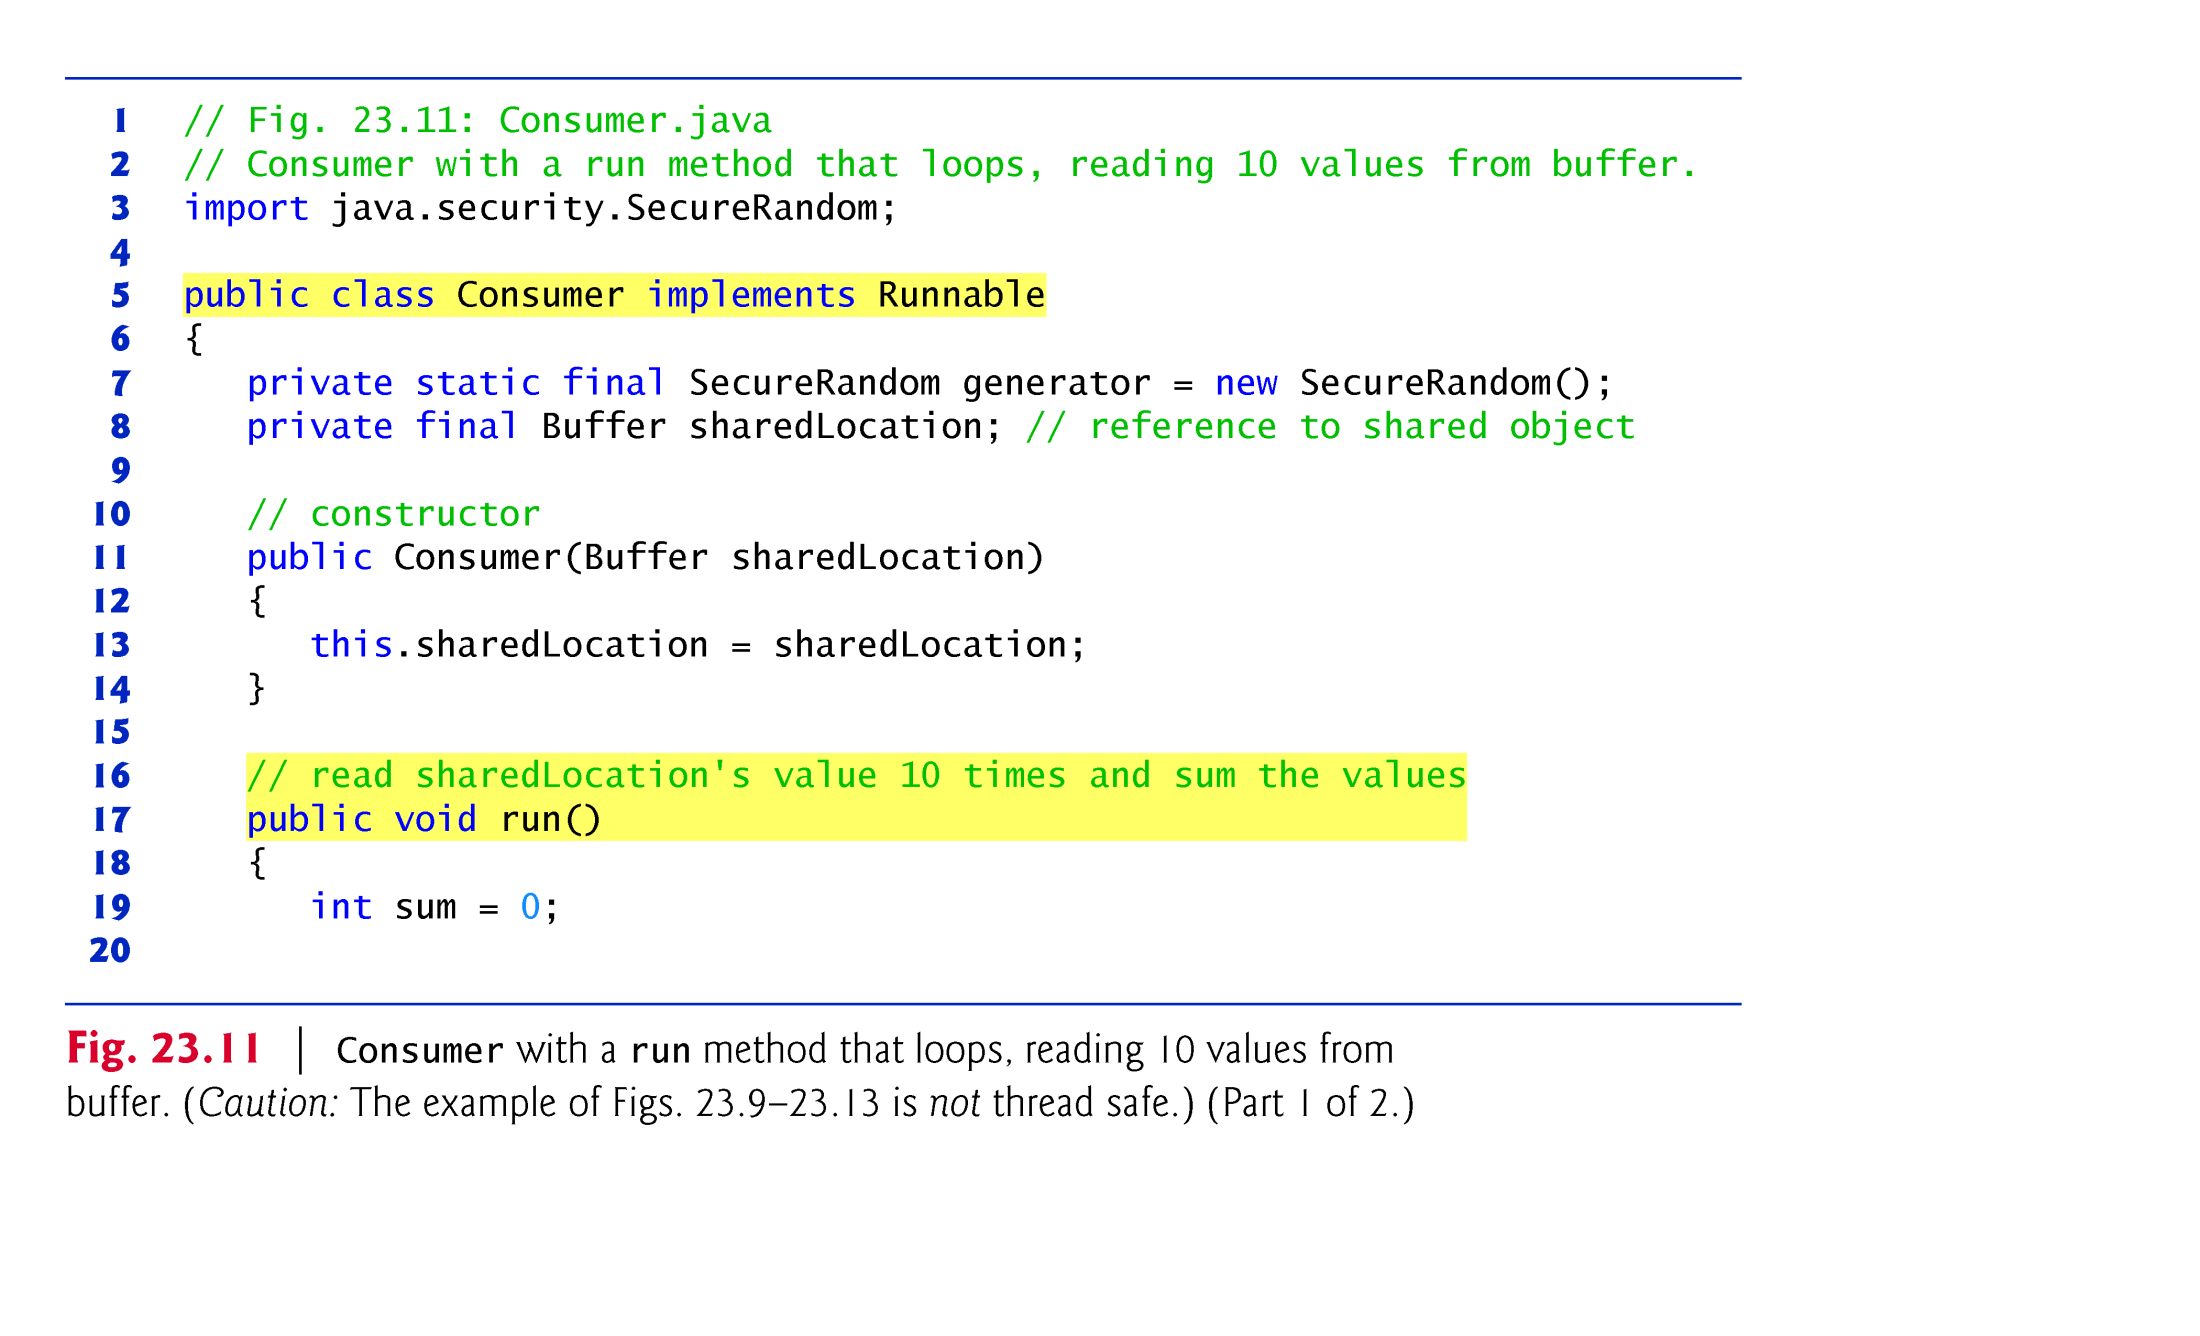 1 // Fig. 23.11: Consumer.java
2 // Consumer with a run method that loops, reading 10 values from buffer.
3 import java.security.SecureRandom;
4
5 public class Consumer implements Runnable
6 {
7    private static final SecureRandom generator = new SecureRandom();
8    private final Buffer sharedLocation; // reference to shared object
9
10    // constructor
11    public Consumer(Buffer sharedLocation)
12    {
13       this.sharedLocation = sharedLocation;
14    }
15
16    // read sharedLocation's value 10 times and sum the values
17    public void run()
18    {
19       int sum = 0;
20
Fig. 23.11 | Consumer with a run method that loops, reading 10 values from
buffer. (Caution: The example of Figs. 23.9–23.13 is not thread safe.) (Part 1 of 2.)